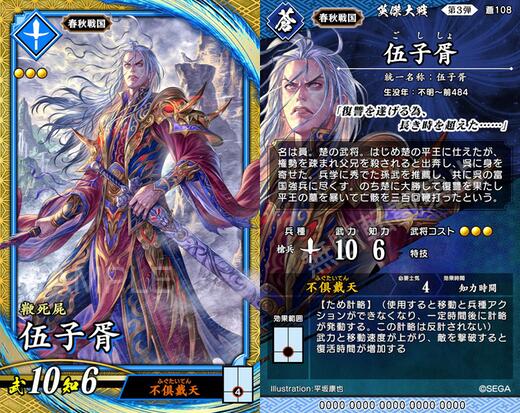 春秋戦国
鞭死屍
伍子胥
武10知6
ふぐたいてん
不倶戴天
4
蒼
春秋戦国
英傑大戦
第3弾
蒼108
ごししょ
伍子胥
統一名称:伍子胥
生没年:不明~前484
「復讐を遂げる為、
長き時を超えた……」
名は員。楚の武将。はじめ楚の平王に仕えたが、
権勢を疎まれ父兄を殺されると出奔し、呉に身を
寄せた。兵学に秀でた孫武を推薦し、共に呉の富
国強兵に尽くす。のち楚に大勝して復讐を果たし
平王の墓を暴いて亡骸を三百回鞭打ったという。
兵種 武力 知力 武将コスト
槍兵 10 6 特技
ふぐたいてん 必要士気 効果時間
不倶戴天 4 知力時間
効果範囲
【ため計略】(使用すると移動と兵種アク
ションができなくなり、一定時間後に計略
が発動する。この計略は反計されない)
武力と移動速度が上がり、敵を撃破すると
復活時間が増加する
Illustration:平坂康也
©SEGA
0000 0000 0000 0000 0000